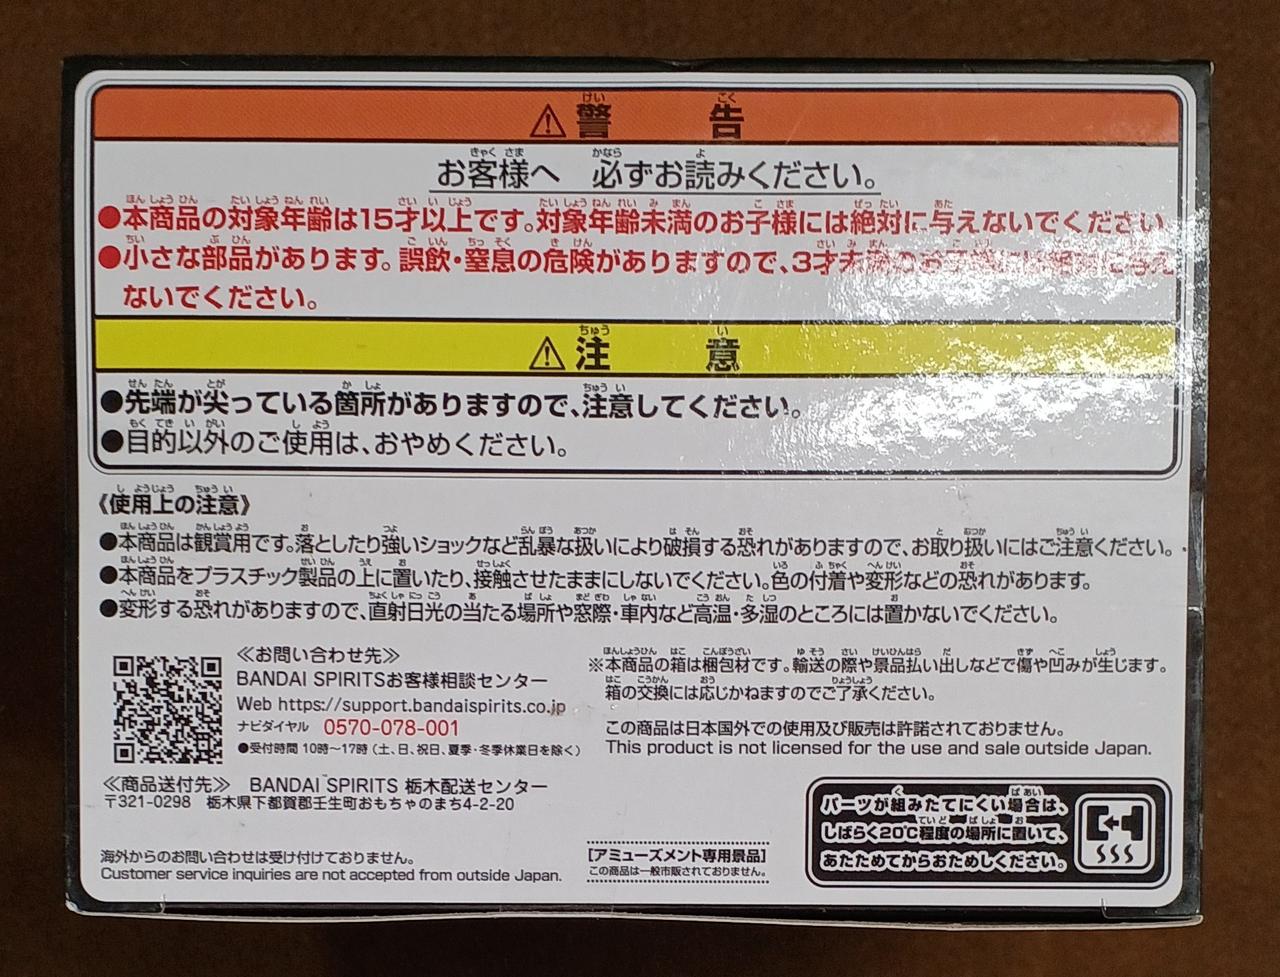 ⚠警告
お客様へ 必ずお読みください。
●本商品の対象年齢は15才以上です。対象年齢未満のお子様には絶対に与えないでください
●小さな部品があります。誤飲・窒息の危険がありますので、3才未満のお子様には絶対に与え
ないでください。
⚠注意
●先端が尖っている箇所がありますので、注意してください。
●目的以外のご使用は、おやめください。
《使用上の注意》
●本商品は観賞用です。落としたり強いショックなど乱暴な扱いにより破損する恐れがありますので、お取り扱いにはご注意ください。
●本商品をプラスチック製品の上に置いたり、接触させたままにしないでください。色の付着や変形などの恐れがあります。
●変形する恐れがありますので、直射日光の当たる場所や窓際・車内など高温・多湿のところには置かないでください。
≪お問い合わせ先≫
BANDAI SPIRITSお客様相談センター
Web https://support.bandaispirits.co.jp
ナビダイヤル 0570-078-001
●受付時間 10時~17時(土、日、祝日、夏季・冬季休業日を除く)
※本商品の箱は梱包材です。輸送の際や景品払い出しなどで傷や凹みが生じます。
箱の交換には応じかねますのでご了承ください。
この商品は日本国外での使用及び販売は許諾されておりません。
This product is not licensed for the use and sale outside Japan.
≪商品送付先≫ BANDAI SPIRITS 栃木配送センター
〒321-0298 栃木県下都賀郡壬生町おもちゃのまち4-2-20
海外からのお問い合わせは受け付けておりません。
Customer service inquiries are not accepted from outside Japan.
[アミューズメント専用景品]
この商品は一般市販されておりません。
パーツが組みたてにくい場合は、
しばらく20℃程度の場所に置いて、
あたためてからおためしください。